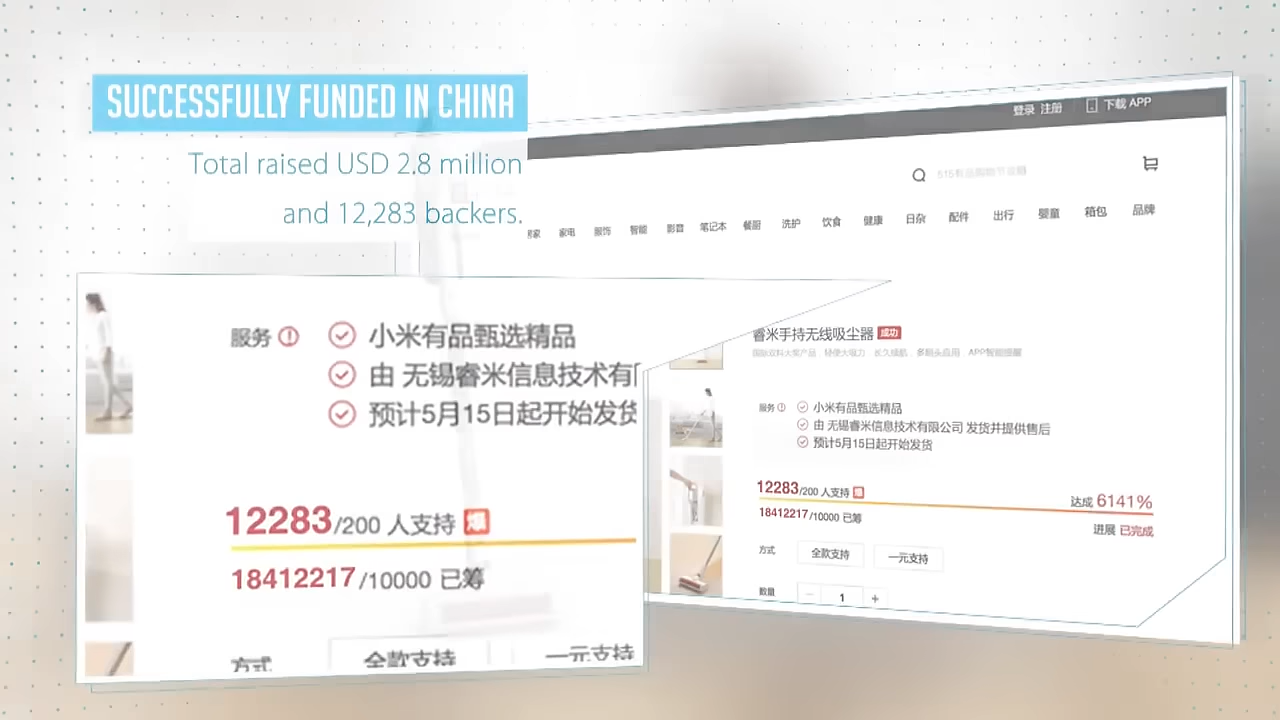 SUCCESSFULLY FUNDED IN CHINA
Total raised USD 2.8 million
and 12,283 backers.
登录 注册 下载 APP
家电 服饰 智能 影音 笔记本 餐厨 洗护 饮食 健康 日杂 配件 出行 婴童 箱包 品牌
服务 小米有品甄选精品
由 无锡睿米信息技术有
预计5月15日起开始发货
12283/200 人支持 爆
18412217/10000 已筹
方式 全款支持 一元支持
睿米手持无线吸尘器 成功
服务 小米有品甄选精品
由 无锡睿米信息技术有限公司 发货并提供售后
预计5月15日起开始发货
12283/200 人支持 爆 达成 6141%
18412217/10000 已筹 进展 已完成
方式 全款支持 一元支持
数量 − 1 +